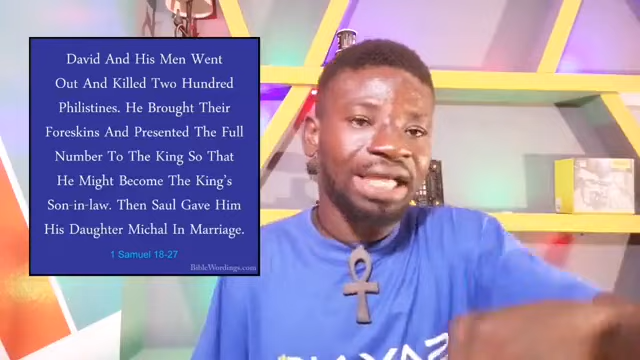 David And His Men Went
Out And Killed Two Hundred
Philistines. He Brought Their
Foreskins And Presented The Full
Number To The King So That
He Might Become The King's
Son-in-law. Then Saul Gave Him
His Daughter Michal In Marriage.
1 Samuel 18-27
BibleWordings.com